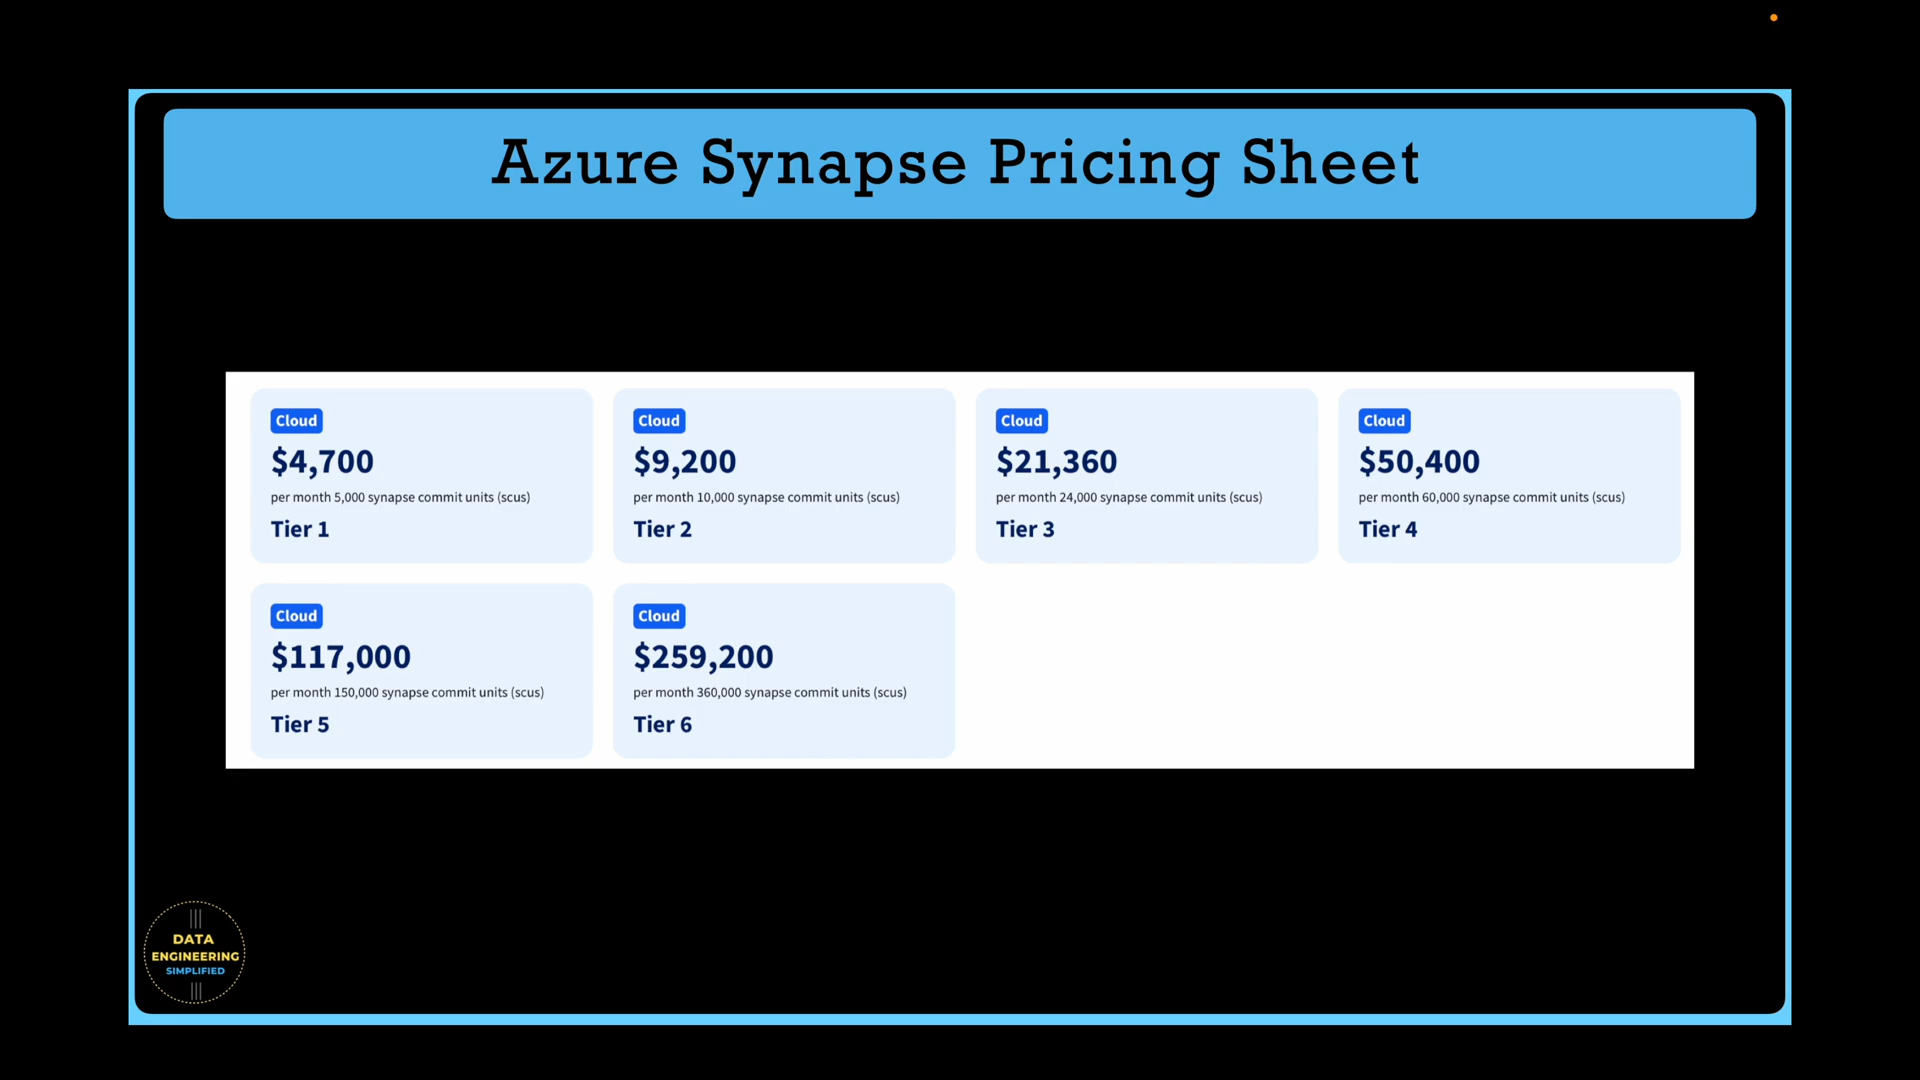 Azure Synapse Pricing Sheet
Cloud
$4,700
per month 5,000 synapse commit units (scus)
Tier 1
Cloud
$9,200
per month 10,000 synapse commit units (scus)
Tier 2
Cloud
$21,360
per month 24,000 synapse commit units (scus)
Tier 3
Cloud
$50,400
per month 60,000 synapse commit units (scus)
Tier 4
Cloud
$117,000
per month 150,000 synapse commit units (scus)
Tier 5
Cloud
$259,200
per month 360,000 synapse commit units (scus)
Tier 6
DATA
ENGINEERING
SIMPLIFIED